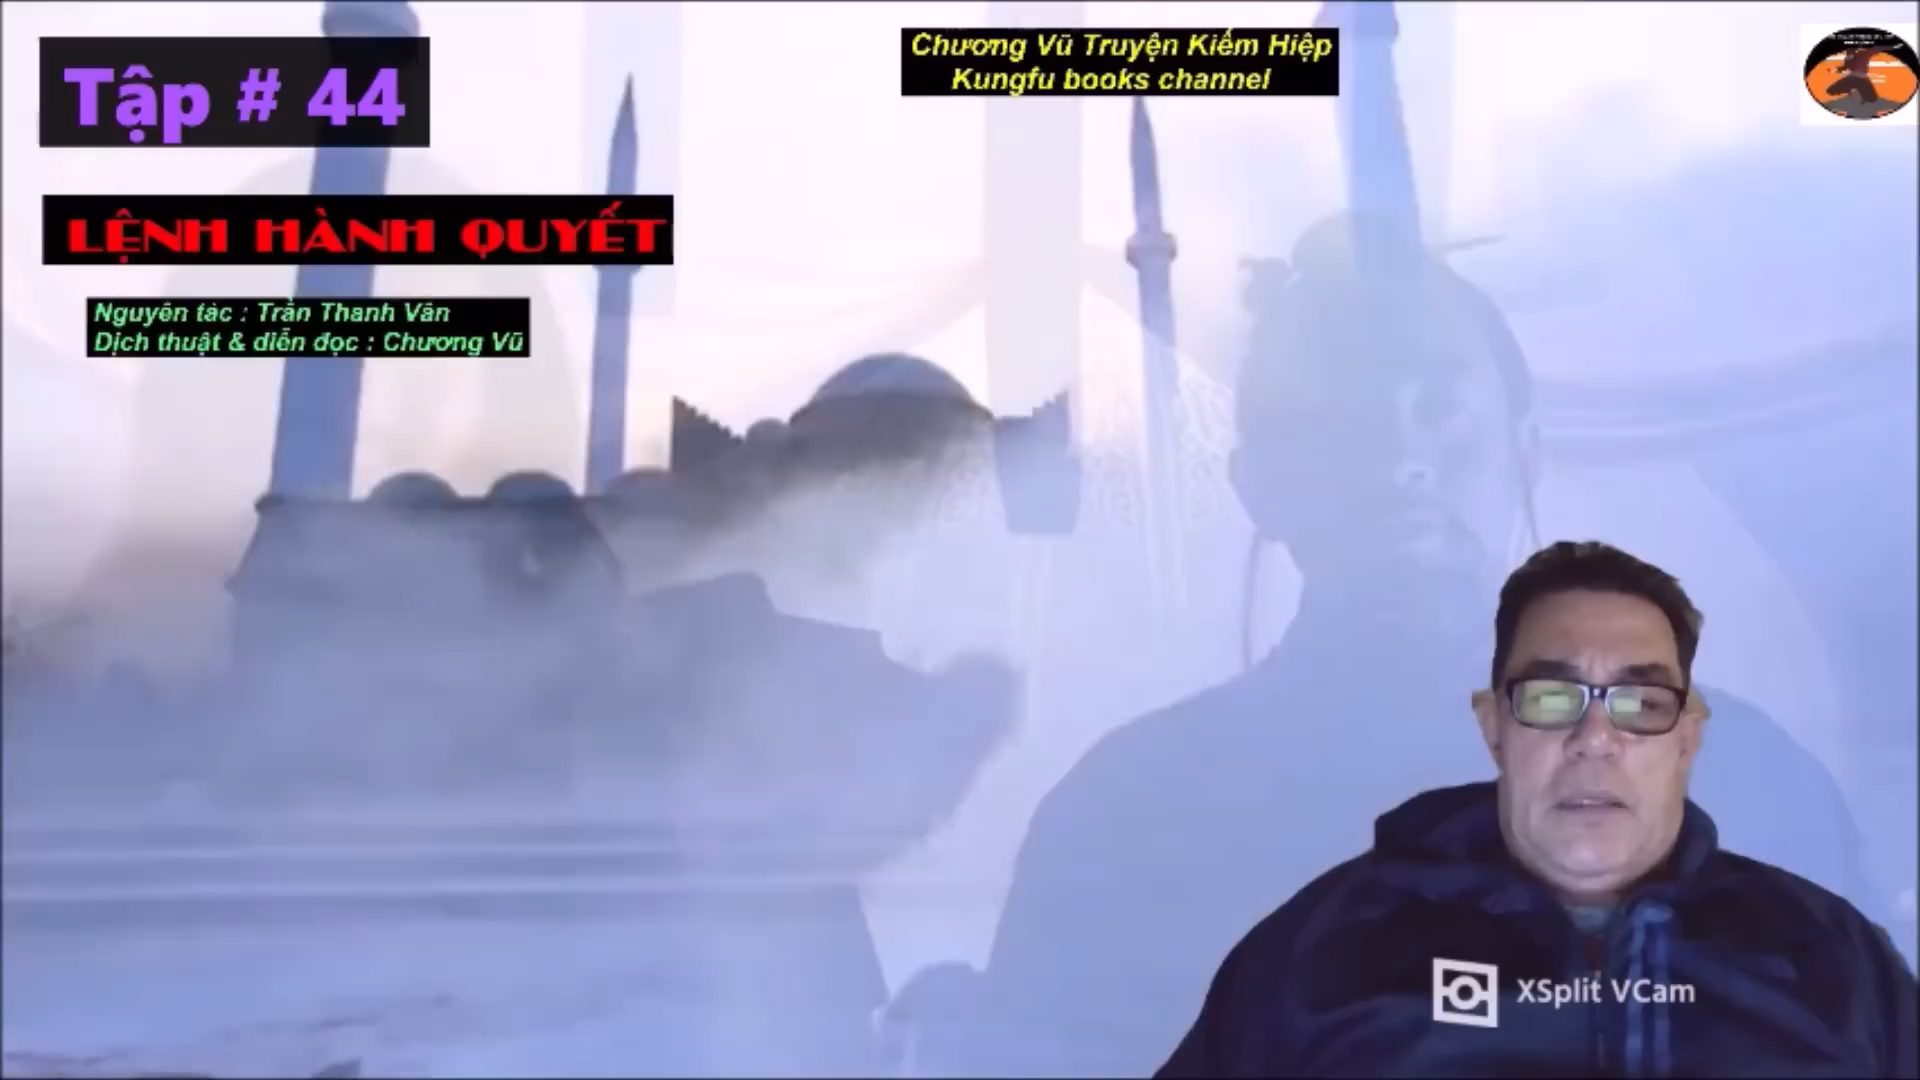 Tập # 44
Chương Vũ Truyện Kiếm Hiệp
Kungfu books channel
LỆNH HÀNH QUYẾT
Nguyên tác : Trần Thanh Vân
Dịch thuật & diễn đọc : Chương Vũ
XSplit VCam